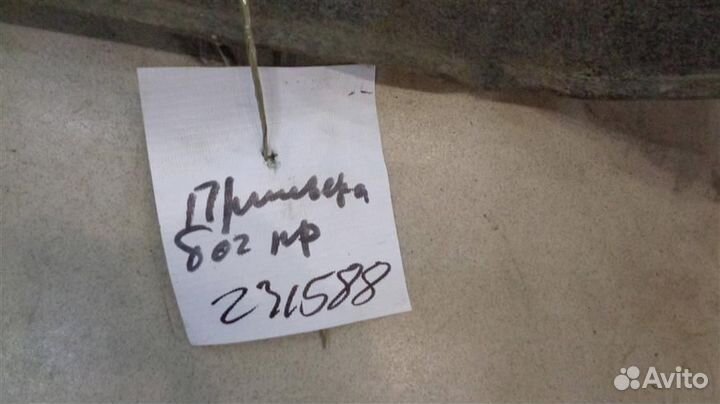 Примьера
602 пр
231588
Avito